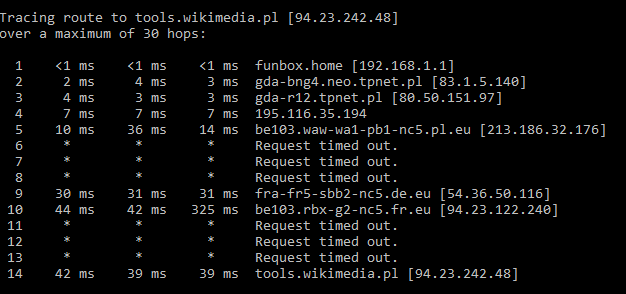 Tracing route to tools.wikimedia.pl [94.23.242.48]
over a maximum of 30 hops:
1 <1 ms <1 ms <1 ms funbox.home [192.168.1.1]
2 2 ms 4 ms 3 ms gda-bng4.neo.tpnet.pl [83.1.5.140]
3 4 ms 3 ms 3 ms gda-r12.tpnet.pl [80.50.151.97]
4 7 ms 7 ms 7 ms 195.116.35.194
5 10 ms 36 ms 14 ms be103.waw-wa1-pb1-nc5.pl.eu [213.186.32.176]
6 * * * Request timed out.
7 * * * Request timed out.
8 * * * Request timed out.
9 30 ms 31 ms 31 ms fra-fr5-sbb2-nc5.de.eu [54.36.50.116]
10 44 ms 42 ms 325 ms be103.rbx-g2-nc5.fr.eu [94.23.122.240]
11 * * * Request timed out.
12 * * * Request timed out.
13 * * * Request timed out.
14 42 ms 39 ms 39 ms tools.wikimedia.pl [94.23.242.48]